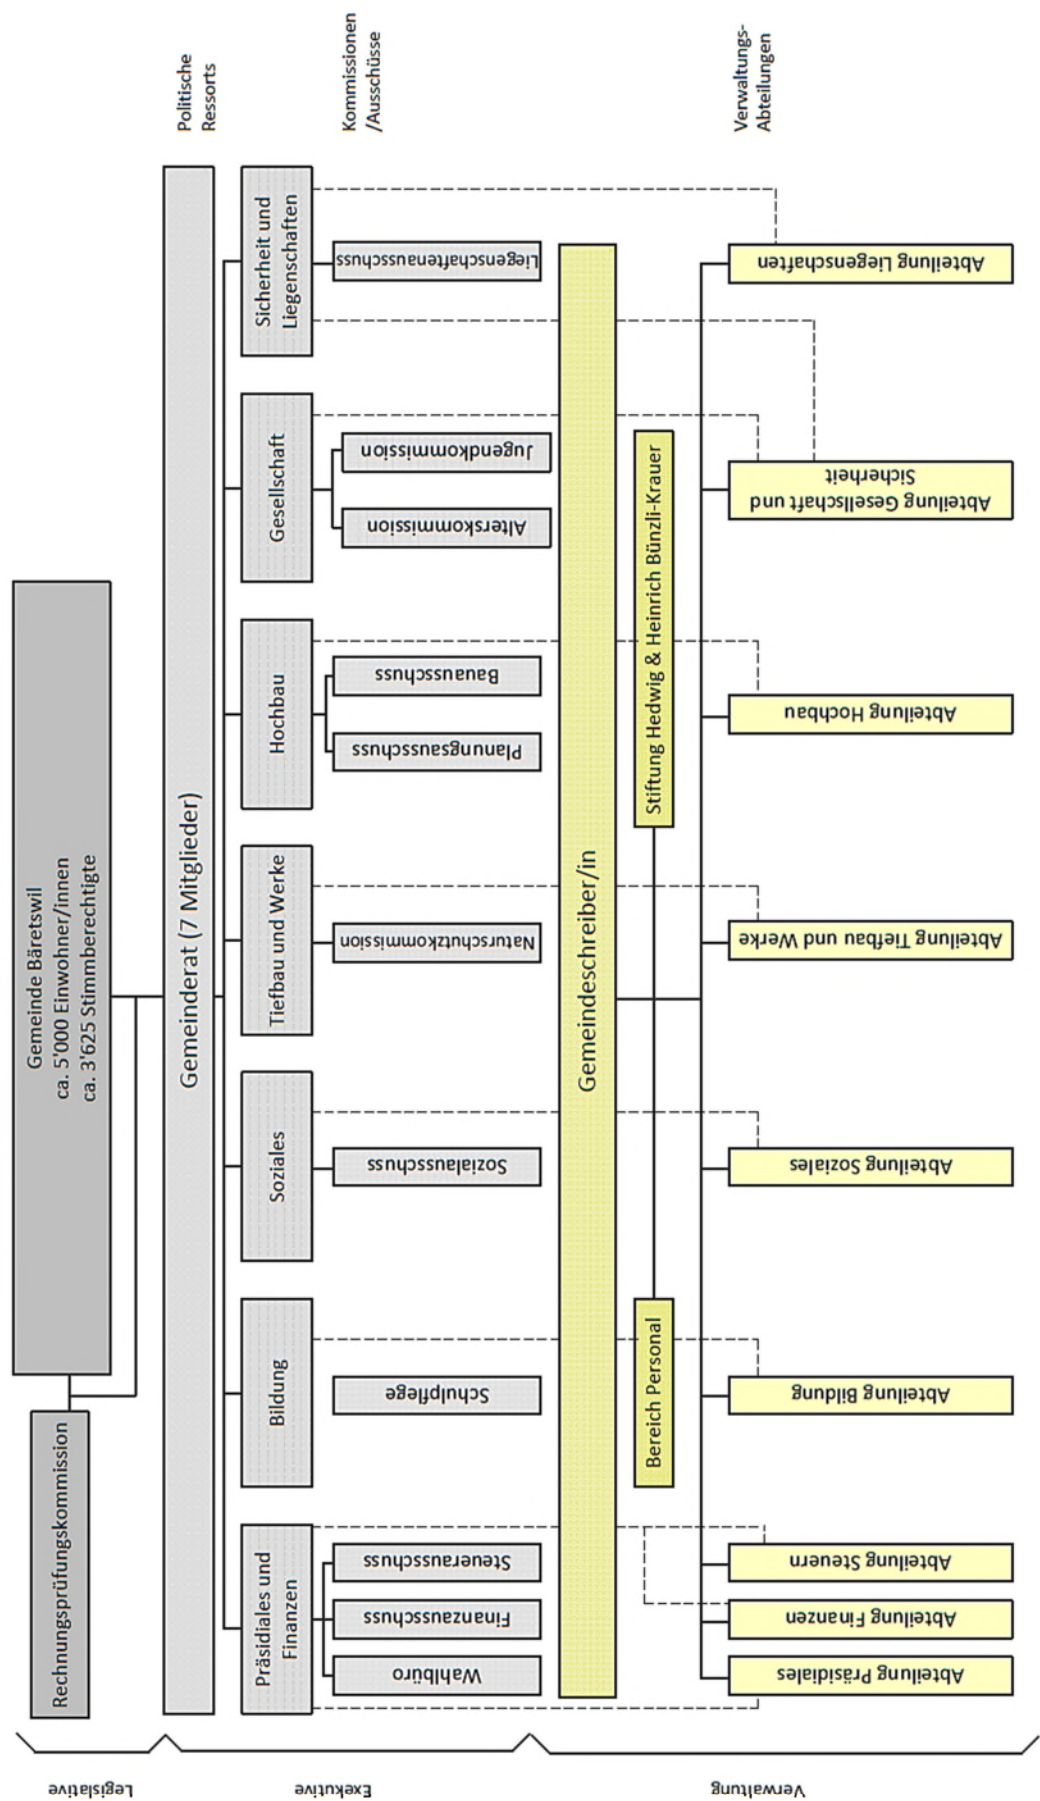 Legislative
Gemeinde Bäretswil
ca. 5'000 Einwohner/innen
ca. 3'625 Stimmberechtigte
Rechnungsprüfungskommission
Exekutive
Gemeinderat (7 Mitglieder)
Politische
Ressorts
Präsidiales und
Finanzen
Bildung
Soziales
Tiefbau und Werke
Hochbau
Gesellschaft
Sicherheit und
Liegenschaften
Kommissionen
/Ausschüsse
Wahlbüro
Finanzausschuss
Steuerausschuss
Schulpflege
Sozialausschuss
Naturschutzkommission
Planungsausschuss
Bauausschuss
Alterskommission
Jugendkommission
Liegenschaftenausschuss
Verwaltung
Gemeindeschreiber/in
Bereich Personal
Stiftung Hedwig & Heinrich Bünzli-Krauer
Verwaltungs-
Abteilungen
Abteilung Präsidiales
Abteilung Finanzen
Abteilung Steuern
Abteilung Bildung
Abteilung Soziales
Abteilung Tiefbau und Werke
Abteilung Hochbau
Abteilung Gesellschaft und
Sicherheit
Abteilung Liegenschaften